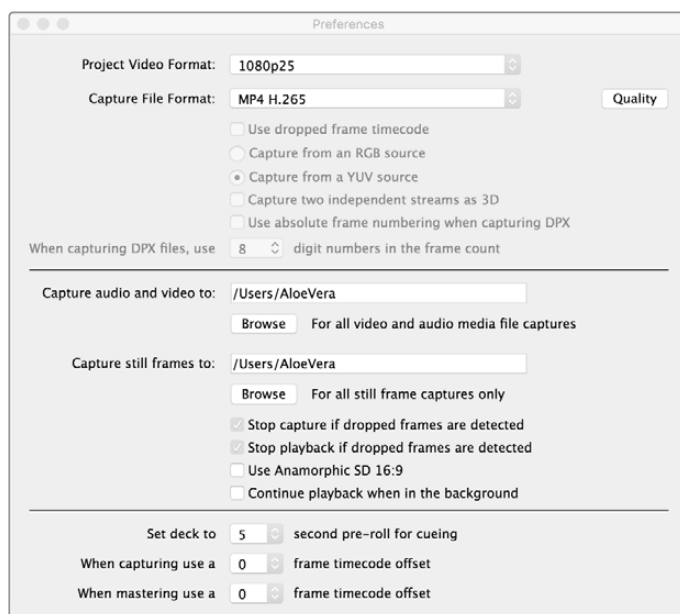 Preferences
Project Video Format: 1080p25
Capture File Format: MP4 H.265 Quality
Use dropped frame timecode
Capture from an RGB source
Capture from a YUV source
Capture two independent streams as 3D
Use absolute frame numbering when capturing DPX
When capturing DPX files, use 8 digit numbers in the frame count
Capture audio and video to: /Users/AloeVera
Browse For all video and audio media file captures
Capture still frames to: /Users/AloeVera
Browse For all still frame captures only
Stop capture if dropped frames are detected
Stop playback if dropped frames are detected
Use Anamorphic SD 16:9
Continue playback when in the background
Set deck to 5 second pre-roll for cueing
When capturing use a 0 frame timecode offset
When mastering use a 0 frame timecode offset